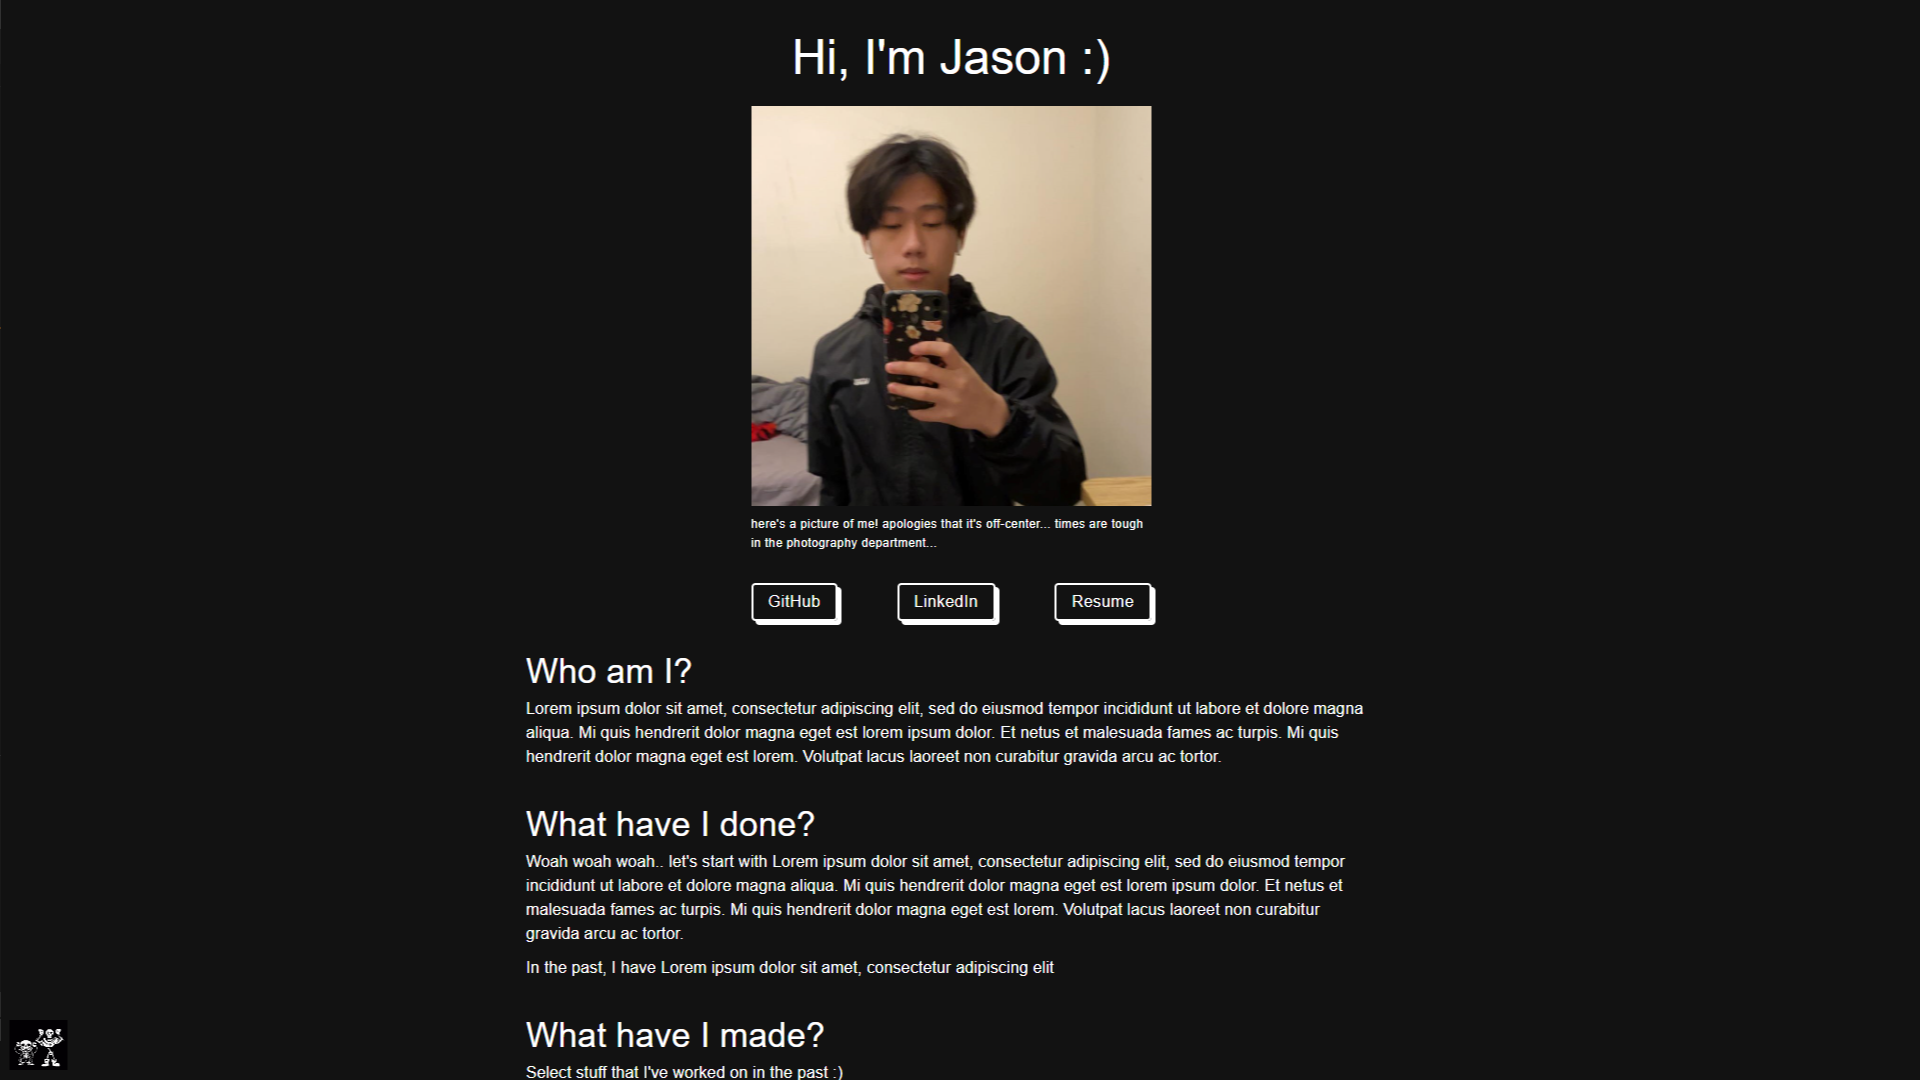 Hi, I'm Jason :)
here's a picture of me! apologies that it's off-center... times are tough
in the photography department...
GitHub
LinkedIn
Resume
Who am I?
Lorem ipsum dolor sit amet, consectetur adipiscing elit, sed do eiusmod tempor incididunt ut labore et dolore magna
aliqua. Mi quis hendrerit dolor magna eget est lorem ipsum dolor. Et netus et malesuada fames ac turpis. Mi quis
hendrerit dolor magna eget est lorem. Volutpat lacus laoreet non curabitur gravida arcu ac tortor.
What have I done?
Woah woah woah.. let's start with Lorem ipsum dolor sit amet, consectetur adipiscing elit, sed do eiusmod tempor
incididunt ut labore et dolore magna aliqua. Mi quis hendrerit dolor magna eget est lorem ipsum dolor. Et netus et
malesuada fames ac turpis. Mi quis hendrerit dolor magna eget est lorem. Volutpat lacus laoreet non curabitur
gravida arcu ac tortor.
In the past, I have Lorem ipsum dolor sit amet, consectetur adipiscing elit
What have I made?
Select stuff that I've worked on in the past :)